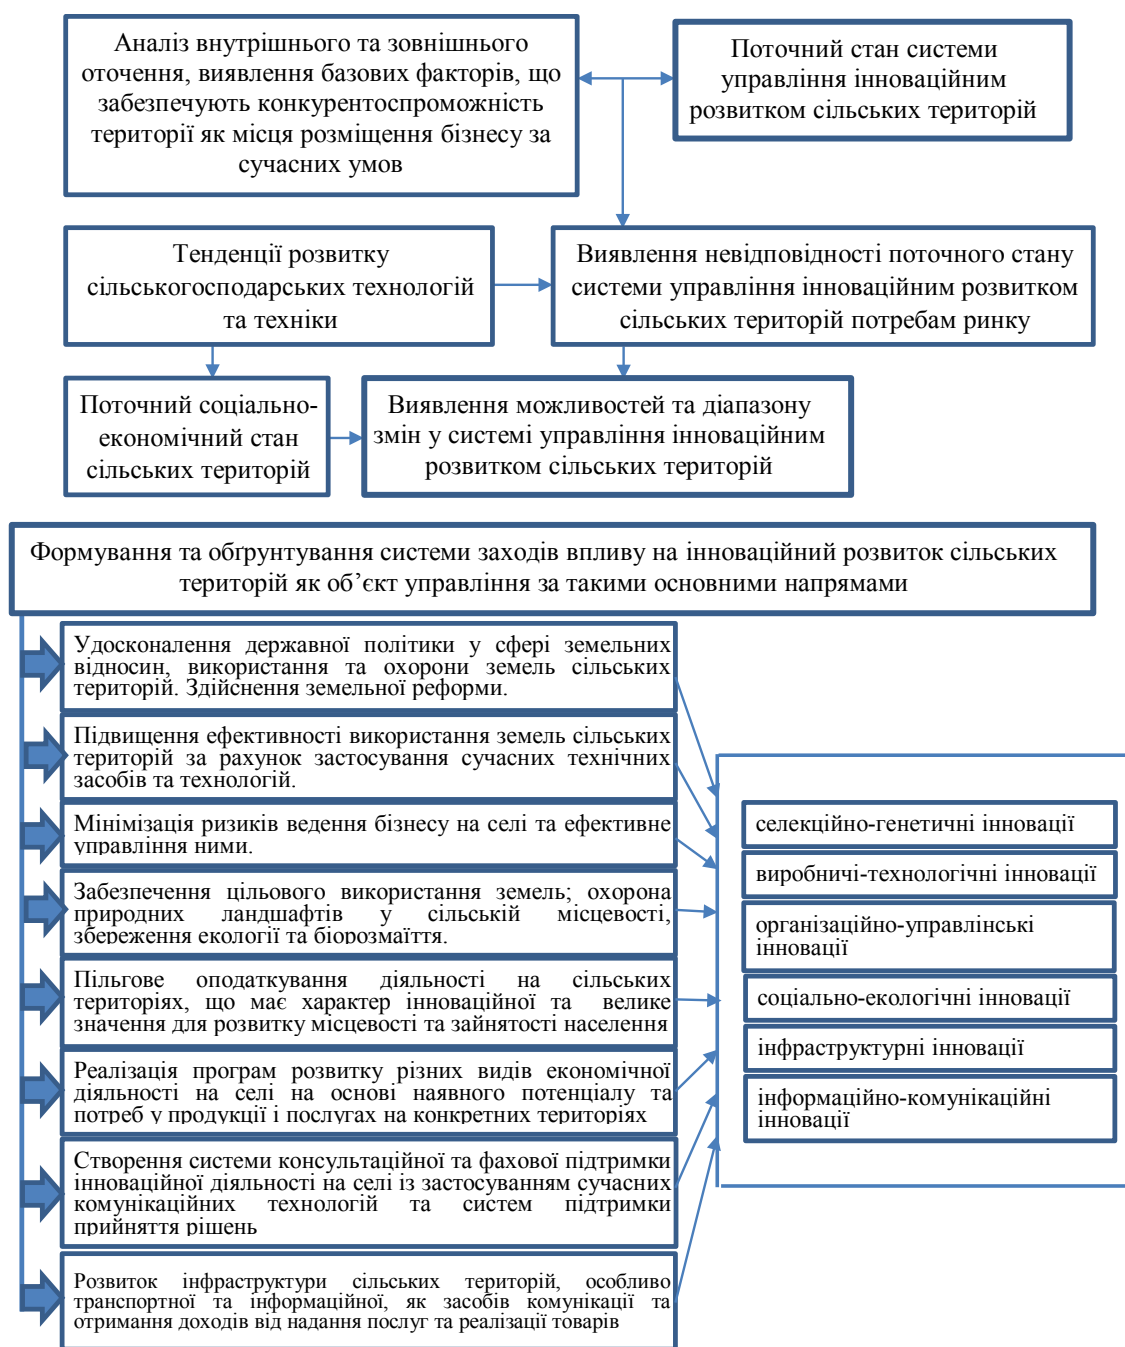 Аналіз внутрішнього та зовнішнього
оточення, виявлення базових факторів, що
забезпечують конкурентоспроможність
території як місця розміщення бізнесу за
сучасних умов
Поточний стан системи
управління інноваційним
розвитком сільських територій
Тенденції розвитку
сільськогосподарських технологій
та техніки
Виявлення невідповідності поточного стану
системи управління інноваційним розвитком
сільських територій потребам ринку
Поточний соціально-
економічний стан
сільських територій
Виявлення можливостей та діапазону
змін у системі управління інноваційним
розвитком сільських територій
Формування та обґрунтування системи заходів впливу на інноваційний розвиток сільських
територій як об’єкт управління за такими основними напрямами
Удосконалення державної політики у сфері земельних
відносин, використання та охорони земель сільських
територій. Здійснення земельної реформи.
Підвищення ефективності використання земель сільських
територій за рахунок застосування сучасних технічних
засобів та технологій.
Мінімізація ризиків ведення бізнесу на селі та ефективне
управління ними.
Забезпечення цільового використання земель; охорона
природних ландшафтів у сільській місцевості,
збереження екології та біорозмаїття.
Пільгове оподаткування діяльності на сільських
територіях, що має характер інноваційної та велике
значення для розвитку місцевості та зайнятості населення
Реалізація програм розвитку різних видів економічної
діяльності на селі на основі наявного потенціалу та
потреб у продукції і послугах на конкретних територіях
Створення системи консультаційної та фахової підтримки
інноваційної діяльності на селі із застосуванням сучасних
комунікаційних технологій та систем підтримки
прийняття рішень
Розвиток інфраструктури сільських територій, особливо
транспортної та інформаційної, як засобів комунікації та
отримання доходів від надання послуг та реалізації товарів
селекційно-генетичні інновації
виробничі-технологічні інновації
організаційно-управлінські
інновації
соціально-екологічні інновації
інфраструктурні інновації
інформаційно-комунікаційні
інновації